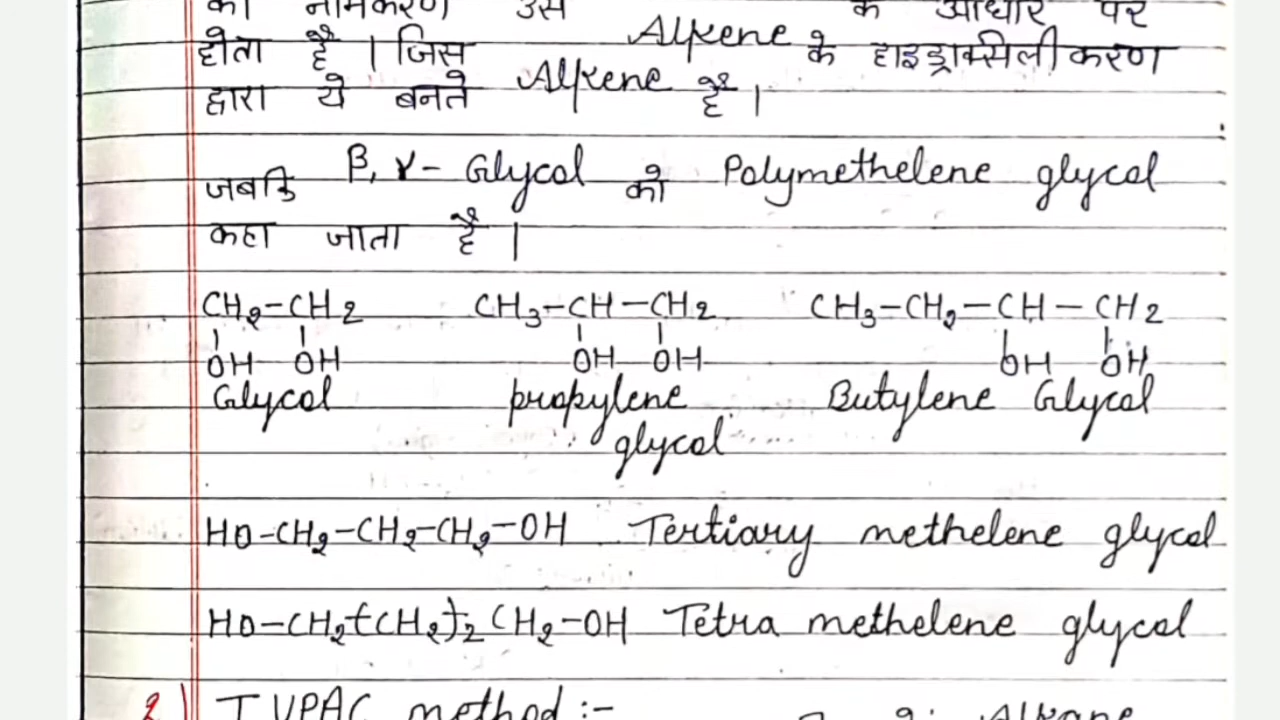 का नामकरण उस Alkene के आधार पर
होता है । जिस Alkene के हाइड्राक्सिलीकरण
द्वारा ये बनते है ।
जबकि β, γ- Glycol को Polymethelene glycol
कहा जाता है ।
CH2-CH2 CH3-CH-CH2 CH3-CH2-CH-CH2
OH OH OH OH OH OH
Glycol propylene Butylene Glycol
glycol
HO-CH2-CH2-CH2-OH Tertiary methelene glycol
HO-CH2(CH2)2CH2-OH Tetra methelene glycol
2) IUPAC method :- Alkane